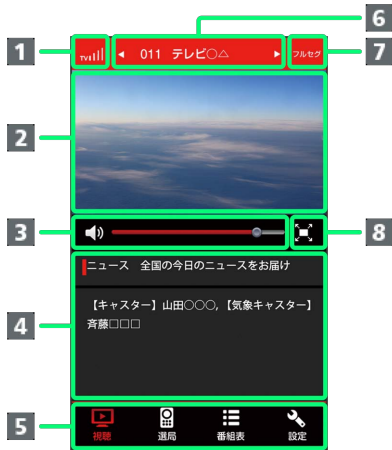 1
6
7
TV
011 テレビ○△
フルセグ
2
3
8
ニュース 全国の今日のニュースをお届け
4
【キャスター】山田○○○,【気象キャスター】
斉藤□□□
5
視聴
選局
番組表
設定